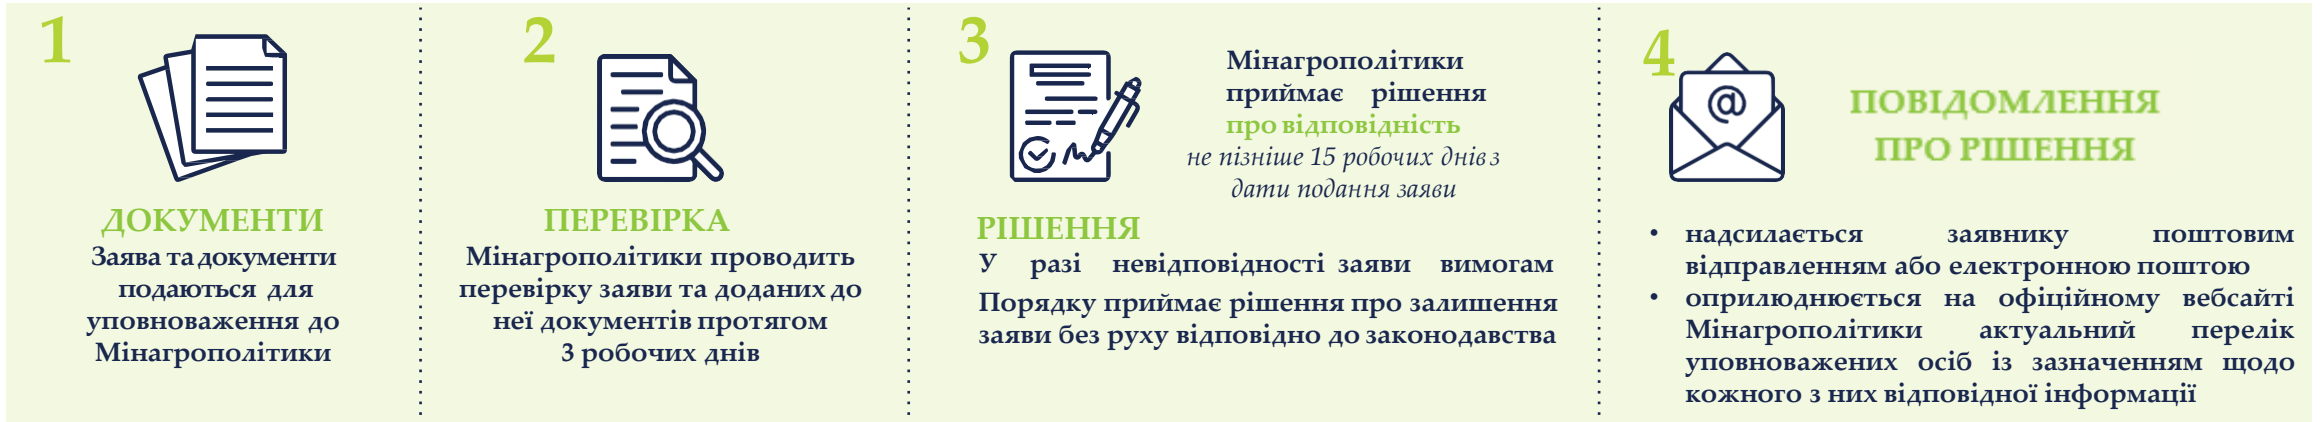 1
ДОКУМЕНТИ
Заява та документи
подаються для
уповноваження до
Мінагрополітики
2
ПЕРЕВІРКА
Мінагрополітики проводить
перевірку заяви та доданих до
неї документів протягом
3 робочих днів
3
Мінагрополітики
приймає рішення
про відповідність
не пізніше 15 робочих днів з
дати подання заяви
РІШЕННЯ
У разі невідповідності заяви вимогам
Порядку приймає рішення про залишення
заяви без руху відповідно до законодавства
4
@
ПОВІДОМЛЕННЯ
ПРО РІШЕННЯ
• надсилається заявнику поштовим
відправленням або електронною поштою
• оприлюднюється на офіційному вебсайті
Мінагрополітики актуальний перелік
уповноважених осіб із зазначенням щодо
кожного з них відповідної інформації